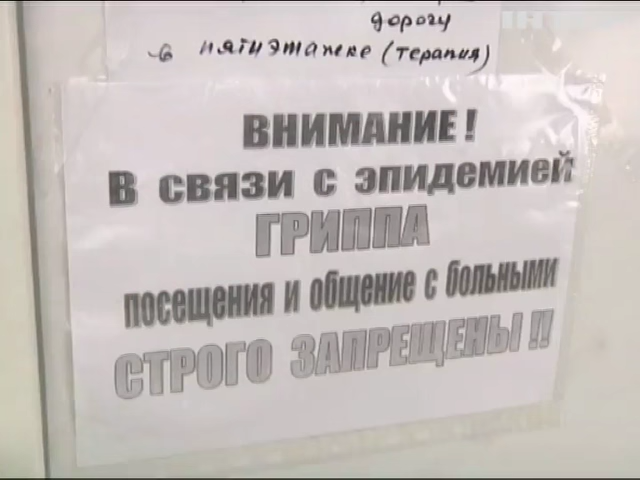 дорогу
в пятиэтажке (терапия)
ВНИМАНИЕ!
В СВЯЗИ С ЭПИДЕМИЕЙ
ГРИППА
ПОСЕЩЕНИЯ И ОБЩЕНИЕ С БОЛЬНЫМИ
СТРОГО ЗАПРЕЩЕНЫ!!